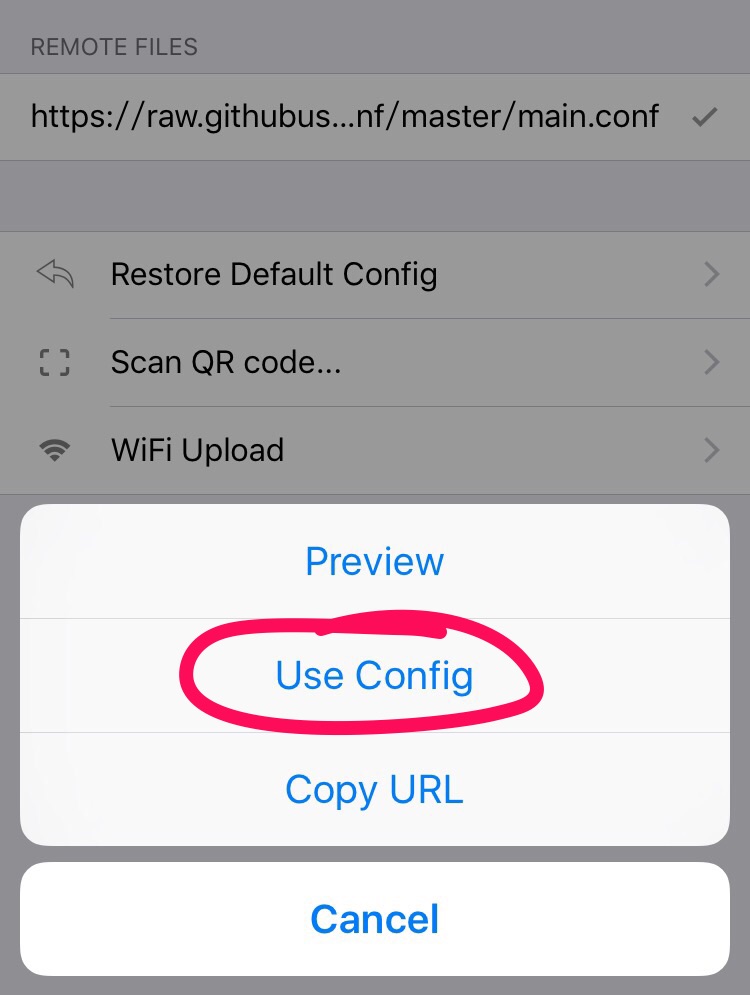 REMOTE FILES
https://raw.githubus...nf/master/main.conf
Restore Default Config
Scan QR code...
WiFi Upload
Preview
Use Config
Copy URL
Cancel